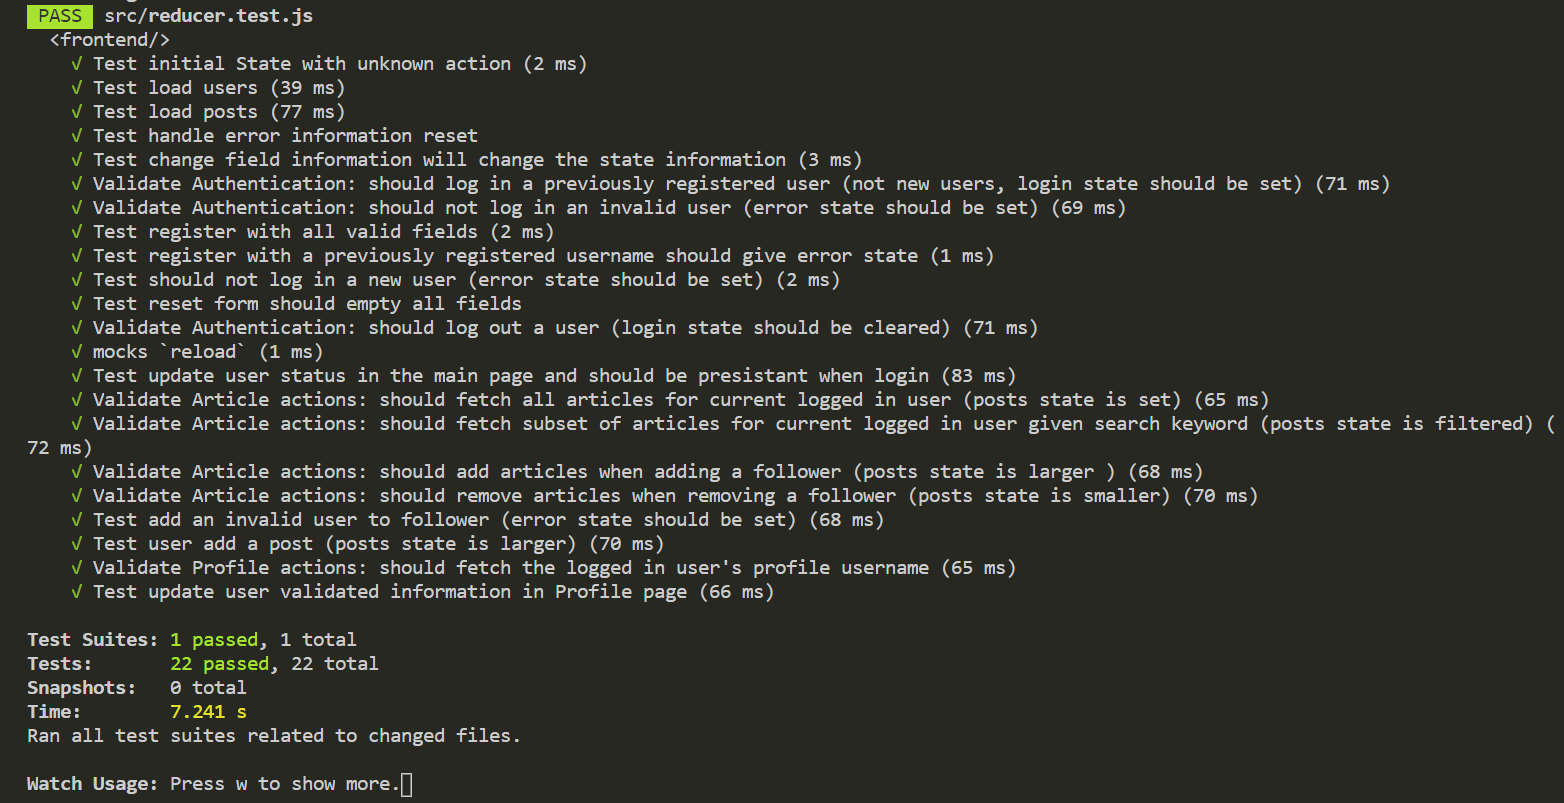 PASS src/reducer.test.js
<frontend/>
√ Test initial State with unknown action (2 ms)
√ Test load users (39 ms)
√ Test load posts (77 ms)
√ Test handle error information reset
√ Test change field information will change the state information (3 ms)
√ Validate Authentication: should log in a previously registered user (not new users, login state should be set) (71 ms)
√ Validate Authentication: should not log in an invalid user (error state should be set) (69 ms)
√ Test register with all valid fields (2 ms)
√ Test register with a previously registered username should give error state (1 ms)
√ Test should not log in a new user (error state should be set) (2 ms)
√ Test reset form should empty all fields
√ Validate Authentication: should log out a user (login state should be cleared) (71 ms)
√ mocks `reload` (1 ms)
√ Test update user status in the main page and should be presistant when login (83 ms)
√ Validate Article actions: should fetch all articles for current logged in user (posts state is set) (65 ms)
√ Validate Article actions: should fetch subset of articles for current logged in user given search keyword (posts state is filtered) (
72 ms)
√ Validate Article actions: should add articles when adding a follower (posts state is larger ) (68 ms)
√ Validate Article actions: should remove articles when removing a follower (posts state is smaller) (70 ms)
√ Test add an invalid user to follower (error state should be set) (68 ms)
√ Test user add a post (posts state is larger) (70 ms)
√ Validate Profile actions: should fetch the logged in user's profile username (65 ms)
√ Test update user validated information in Profile page (66 ms)
Test Suites: 1 passed, 1 total
Tests: 22 passed, 22 total
Snapshots: 0 total
Time: 7.241 s
Ran all test suites related to changed files.
Watch Usage: Press w to show more.